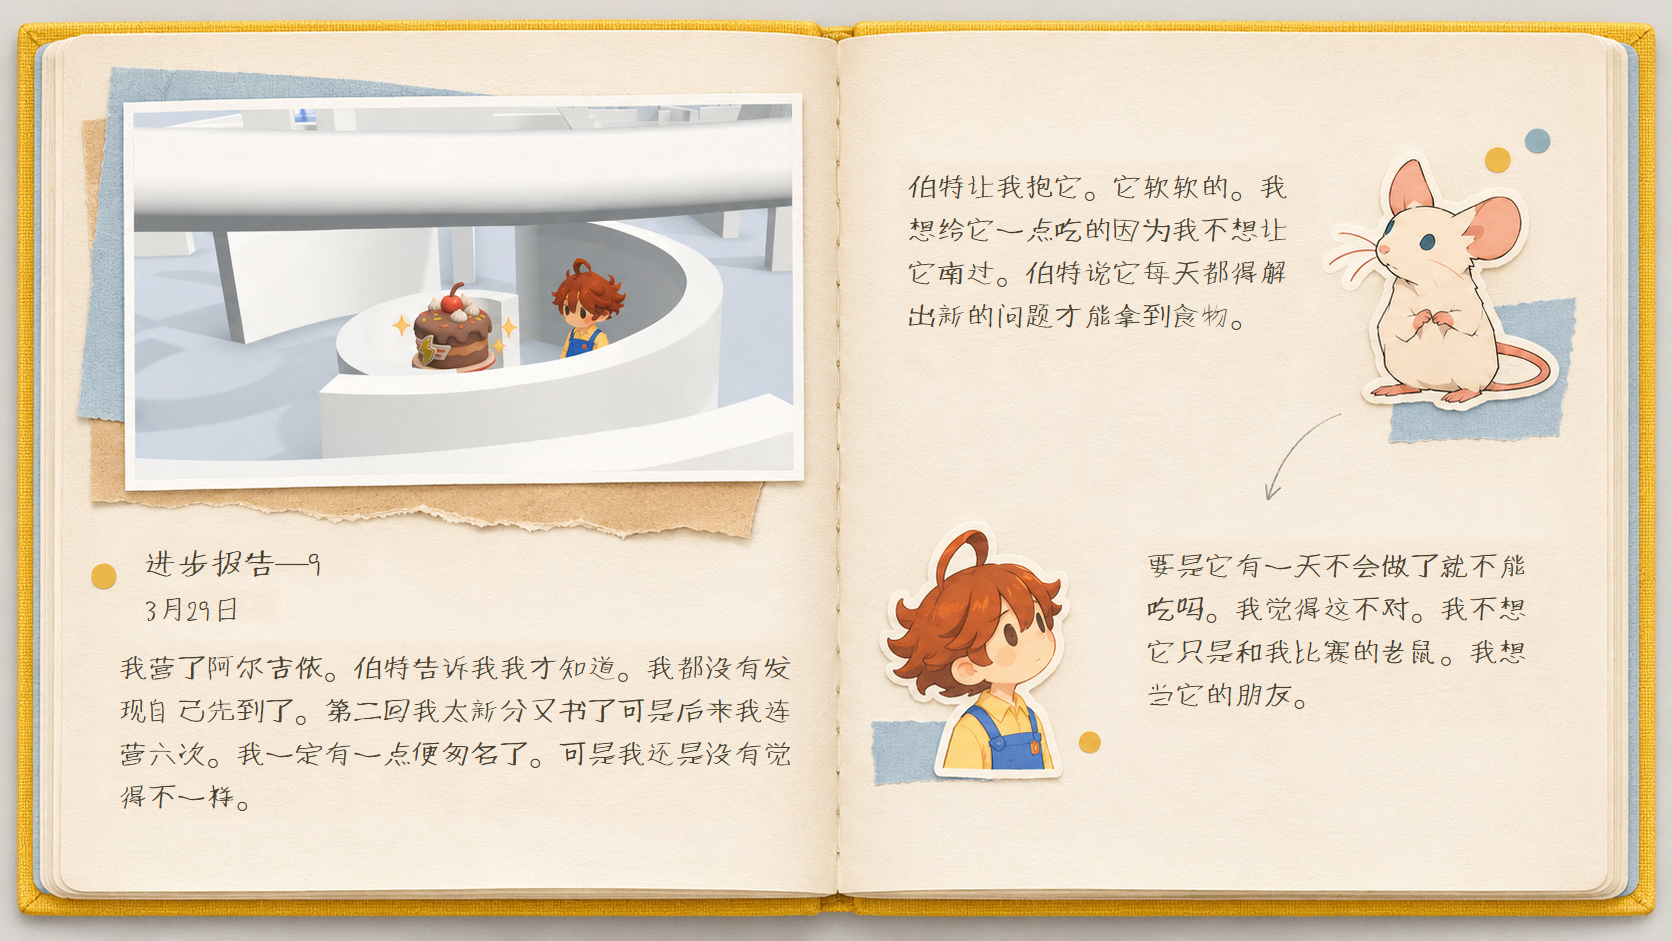 进步报告—9
3月29日
我营了阿尔吉侬。伯特告诉我我才知道。我都没有发
现自己先到了。第二回我太新分又书了可是后来我连
营六次。我一定有一点便匆名了。可是我还是没有觉
得不一样。
伯特让我抱它。它软软的。我
想给它一点吃的因为我不想让
它南过。伯特说它每天都得解
出新的问题才能拿到食物。
要是它有一天不会做了就不能
吃吗。我觉得这不对。我不想
它只是和我比赛的老鼠。我想
当它的朋友。